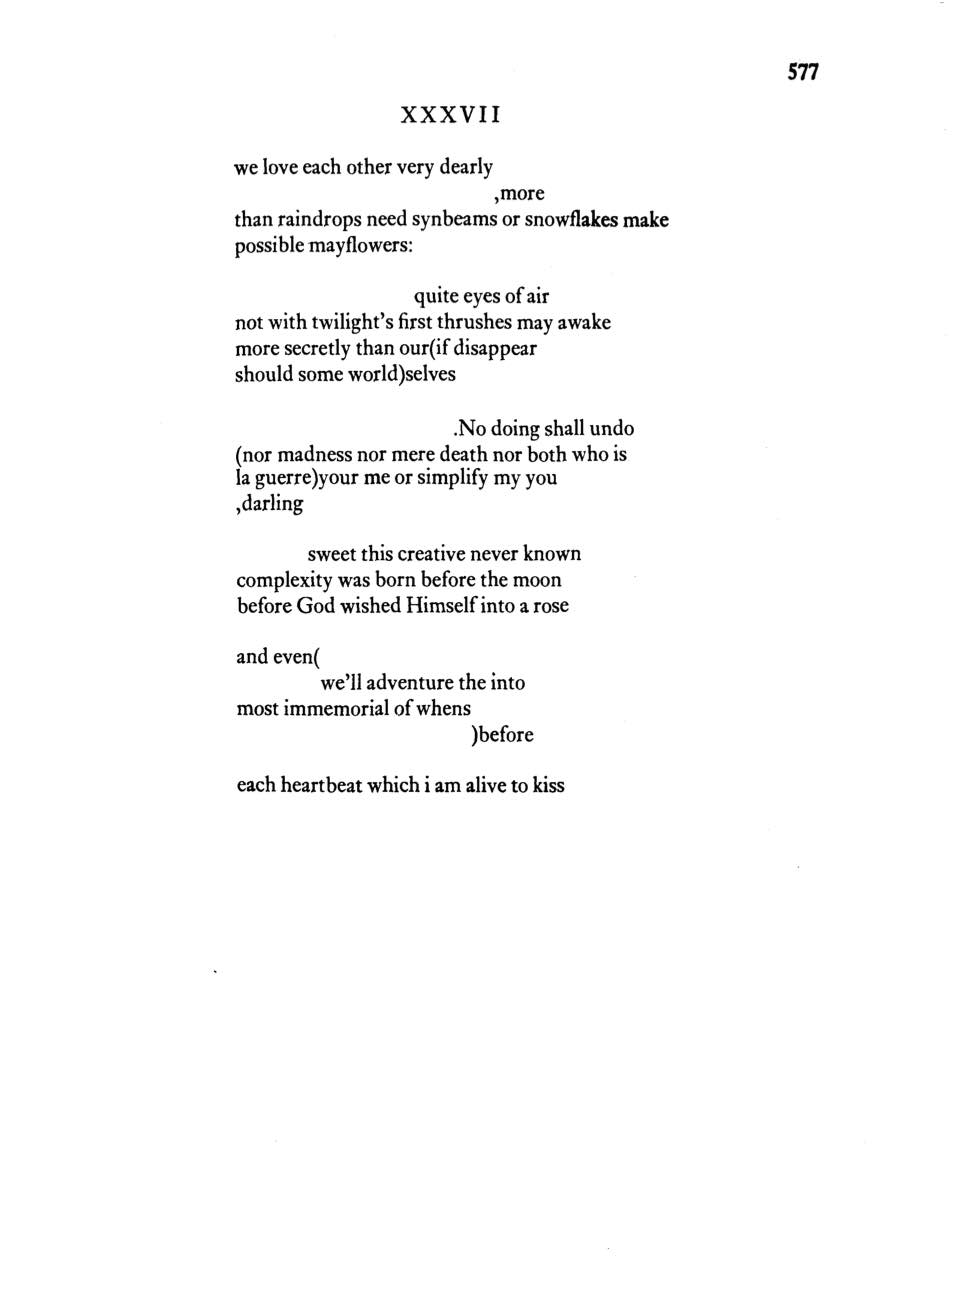 577
XXXVII
we love each other very dearly
,more
than raindrops need synbeams or snowflakes make
possible mayflowers:
quite eyes of air
not with twilight's first thrushes may awake
more secretly than our(if disappear
should some world)selves
.No doing shall undo
(nor madness nor mere death nor both who is
la guerre)your me or simplify my you
,darling
sweet this creative never known
complexity was born before the moon
before God wished Himself into a rose
and even(
we'll adventure the into
most immemorial of whens
)before
each heartbeat which i am alive to kiss